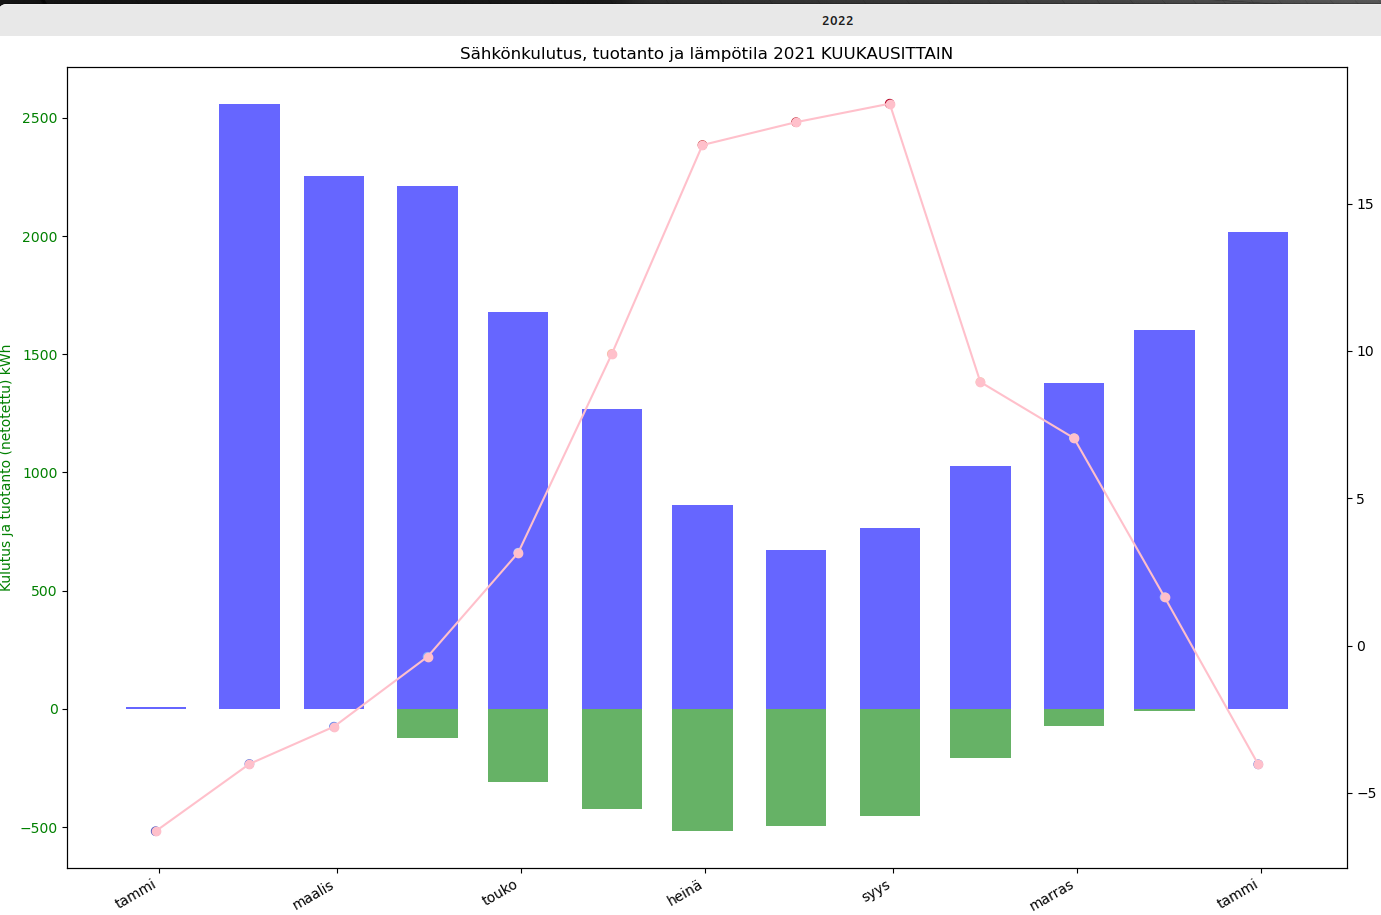 2022
Sähkönkulutus, tuotanto ja lämpötila 2021 KUUKAUSITTAIN
Kulutus ja tuotanto (netotettu) kWh
2500
2000
1500
1000
500
0
−500
15
10
5
0
−5
tammi
maalis
touko
heinä
syys
marras
tammi